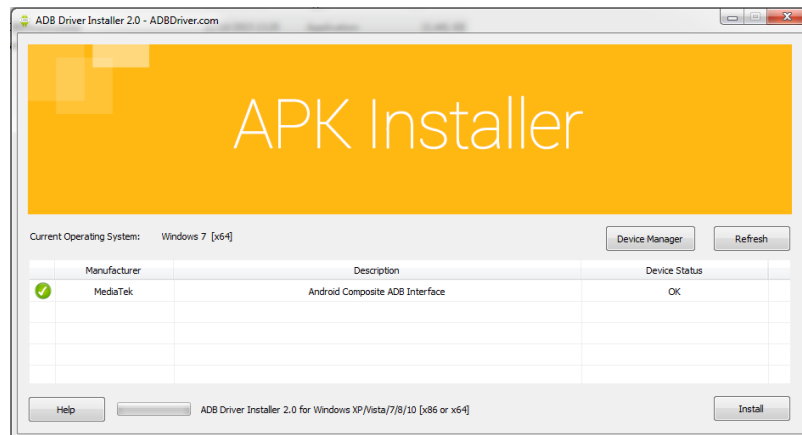 ADB Driver Installer 2.0 - ADBDriver.com
APK Installer
Current Operating System: Windows 7 [x64]
Device Manager
Refresh
Manufacturer Description Device Status
MediaTek Android Composite ADB Interface OK
Help
ADB Driver Installer 2.0 for Windows XP/Vista/7/8/10 [x86 or x64]
Install